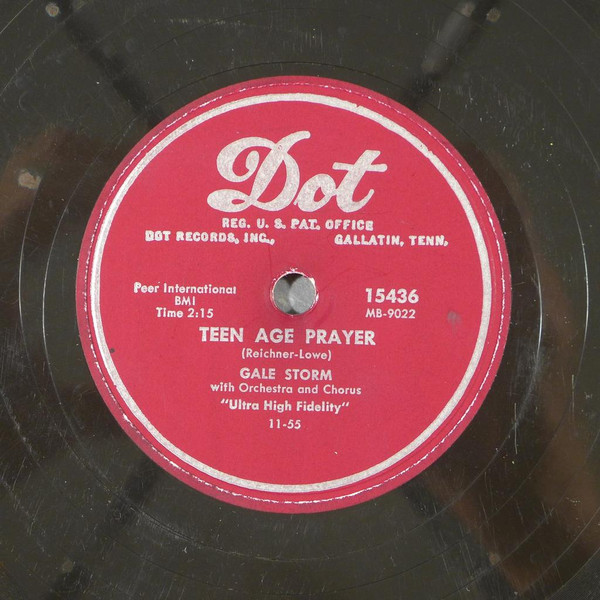 Dot
REG. U. S. PAT. OFFICE
DOT RECORDS, INC., GALLATIN, TENN.
Peer International
BMI
Time 2:15
15436
MB-9022
TEEN AGE PRAYER
(Reichner-Lowe)
GALE STORM
with Orchestra and Chorus
"Ultra High Fidelity"
11-55